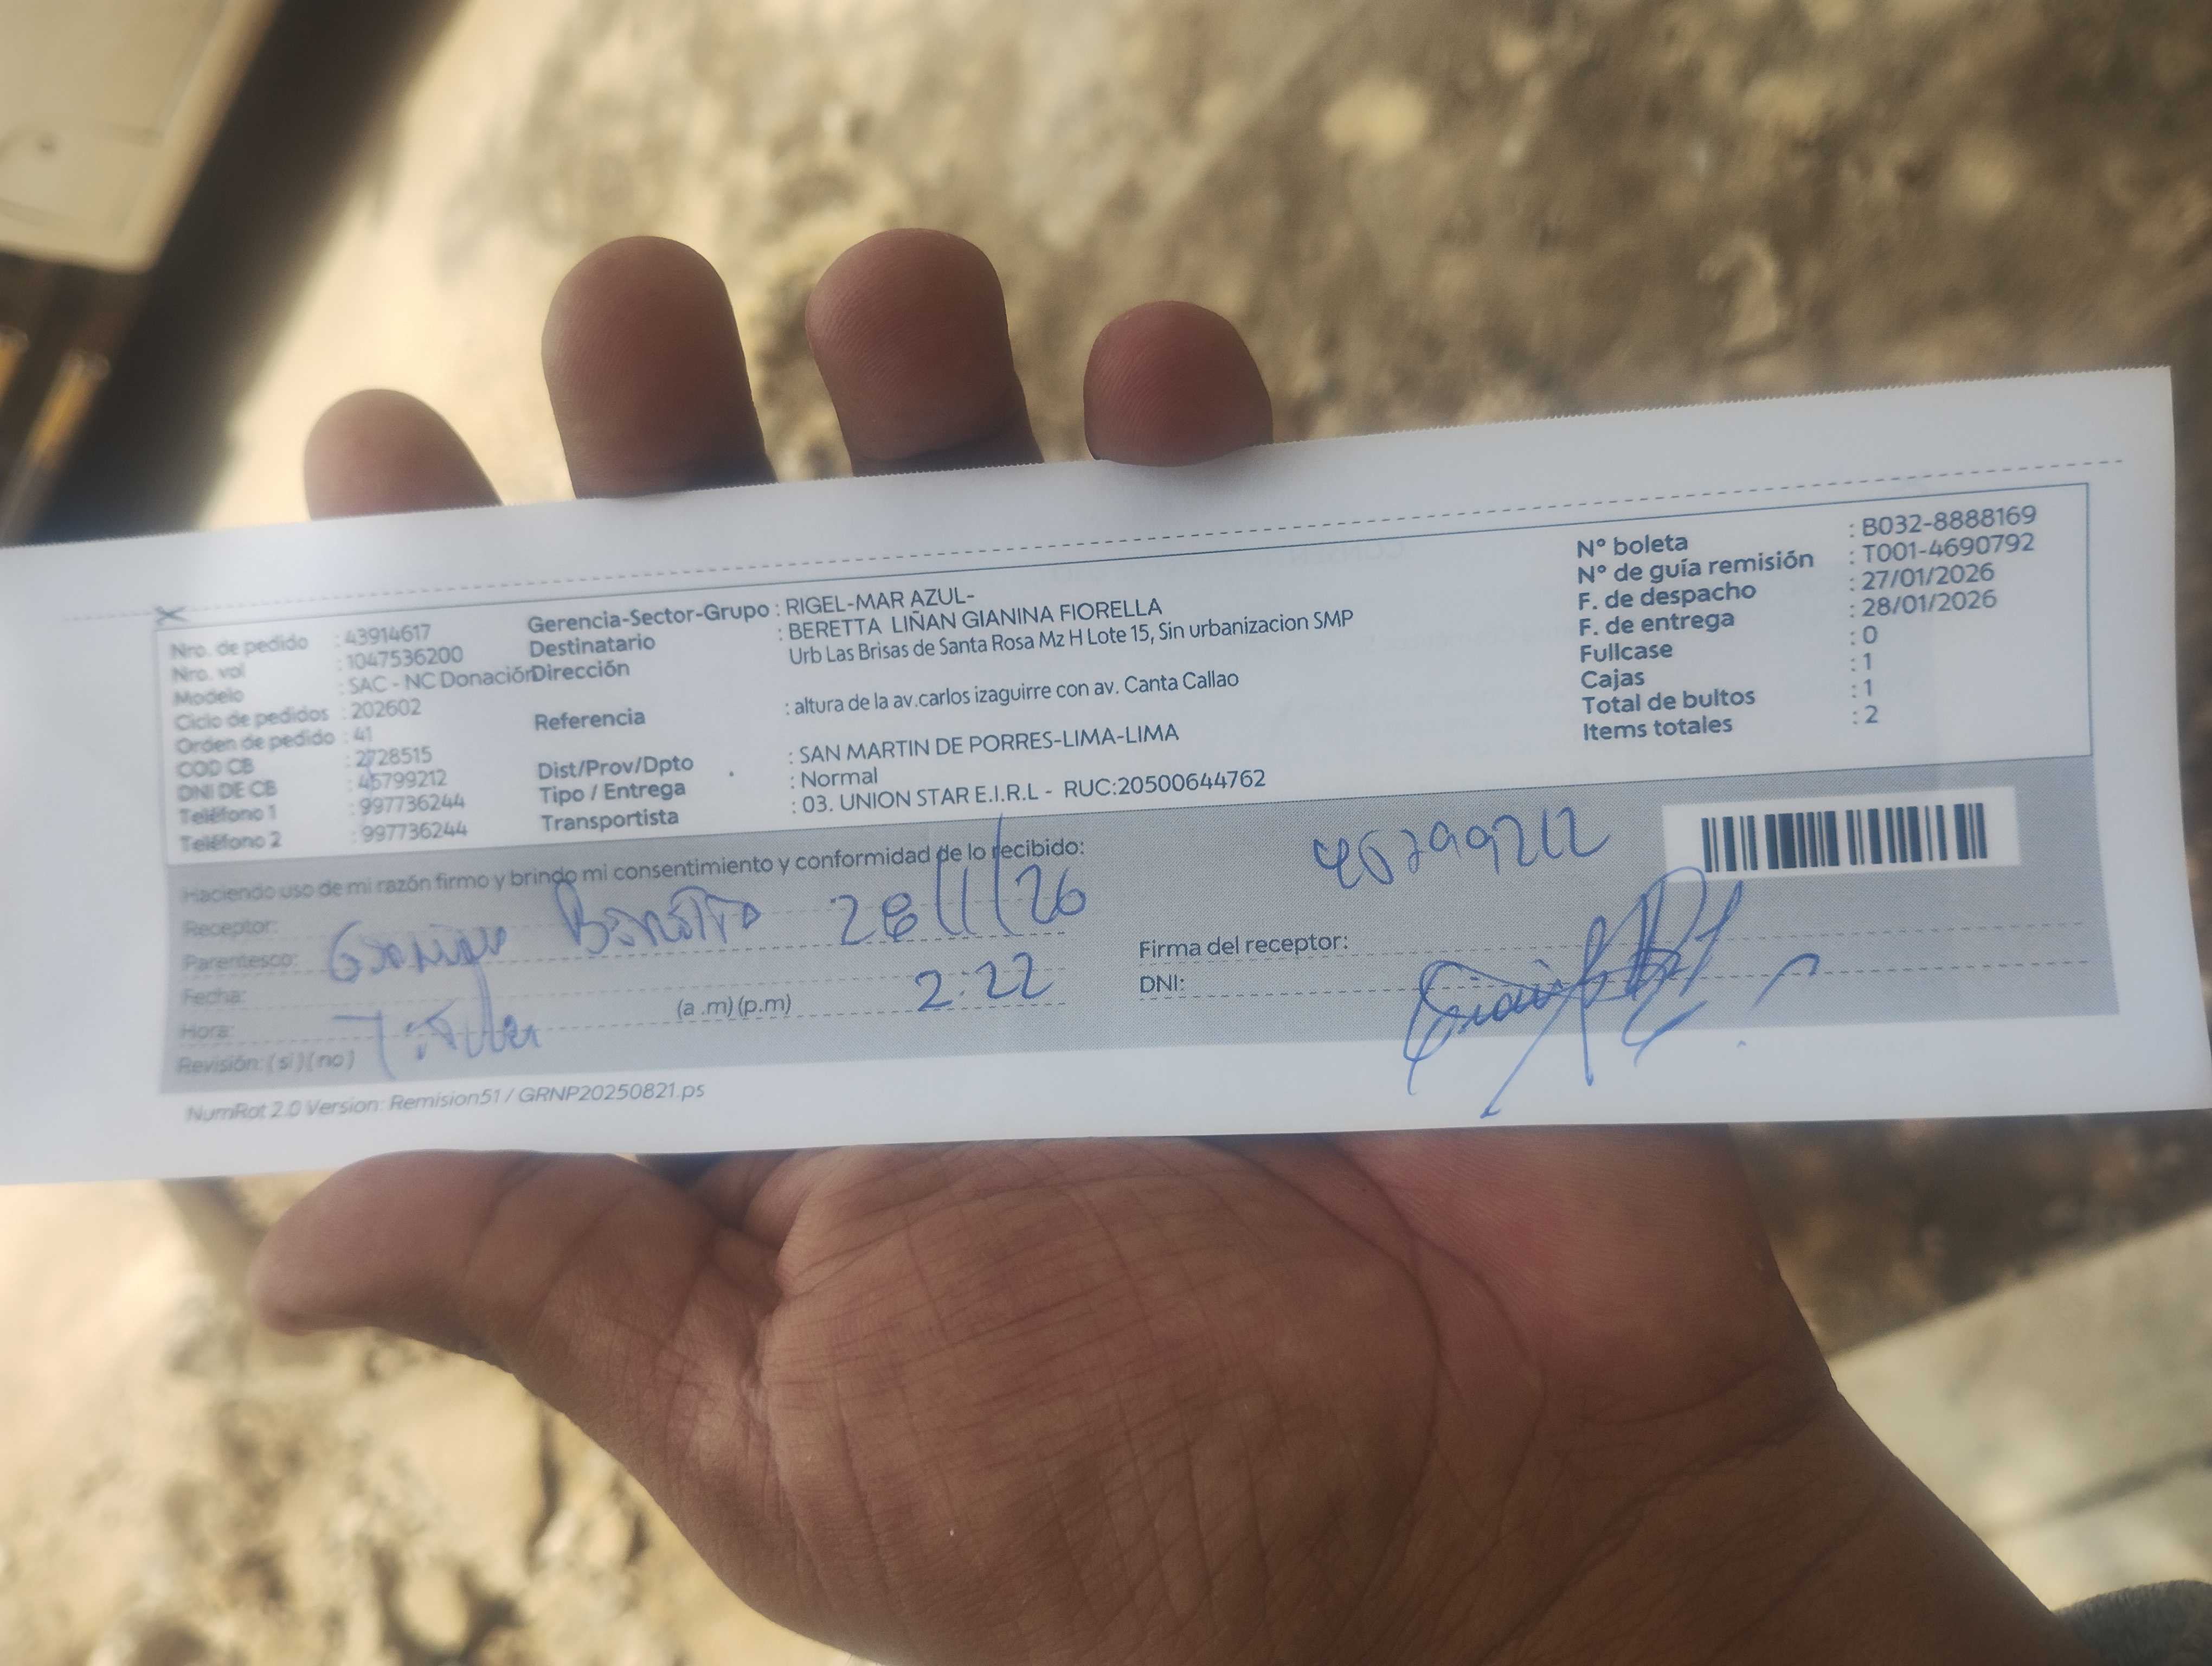 Nro. de pedido : 43914617
Nro. vol : 1047536200
Modelo : SAC - NC Donación
Ciclo de pedidos : 202602
Orden de pedido : 41
COD CB : 2728515
DNI DE CB : 45799212
Teléfono 1 : 997736244
Teléfono 2 : 997736244
Gerencia-Sector-Grupo : RIGEL-MAR AZUL-
Destinatario : BERETTA LIÑAN GIANINA FIORELLA
Dirección : Urb Las Brisas de Santa Rosa Mz H Lote 15, Sin urbanizacion SMP
Referencia : altura de la av.carlos izaguirre con av. Canta Callao
Dist/Prov/Dpto : SAN MARTIN DE PORRES-LIMA-LIMA
Tipo / Entrega : Normal
Transportista : 03. UNION STAR E.I.R.L - RUC:20500644762
N° boleta : B032-8888169
N° de guía remisión : T001-4690792
F. de despacho : 27/01/2026
F. de entrega : 28/01/2026
Fullcase : 0
Cajas : 1
Total de bultos : 1
Items totales : 2
Haciendo uso de mi razón firmo y brindo mi consentimiento y conformidad de lo recibido:
45799212
Receptor:
Parentesco: 28/1/26
Fecha:
Hora: (a .m) (p.m) 2:22
Revisión: ( si ) ( no )
Firma del receptor:
DNI:
NumRot 2.0 Version: Remision51 / GRNP20250821.ps